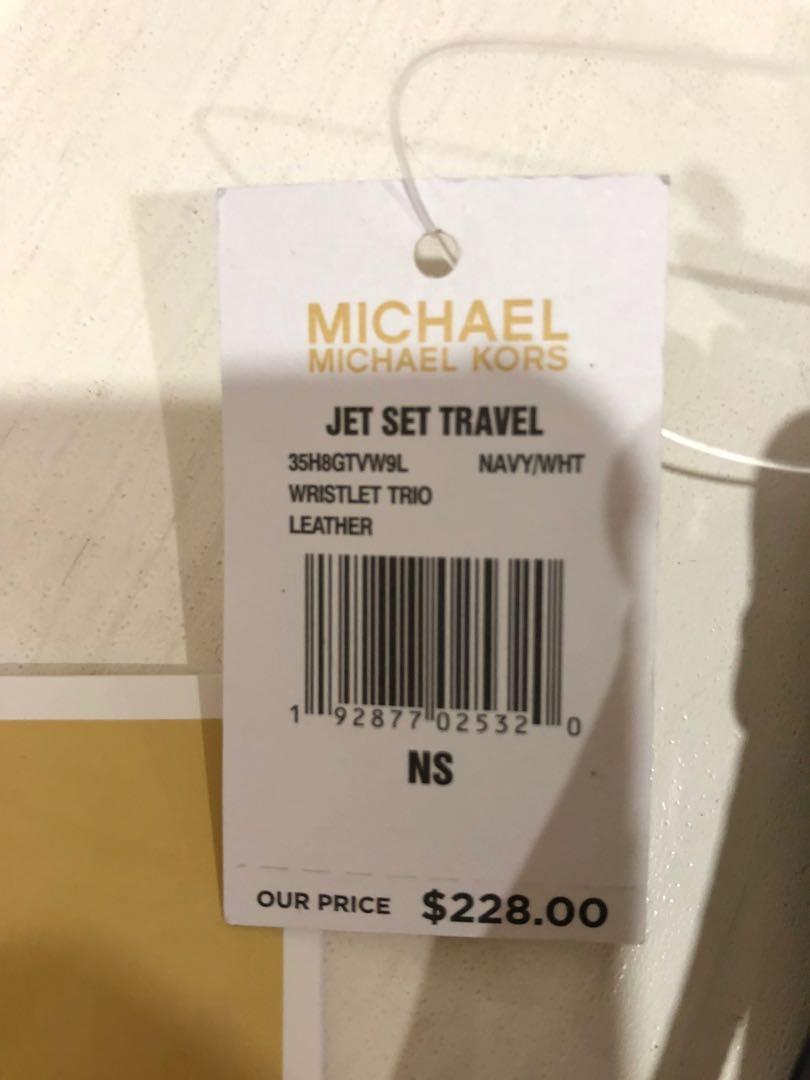 MICHAEL
MICHAEL KORS
JET SET TRAVEL
35H8GTVW9L NAVY/WHT
WRISTLET TRIO
LEATHER
1 92877 02532 0
NS
OUR PRICE $228.00